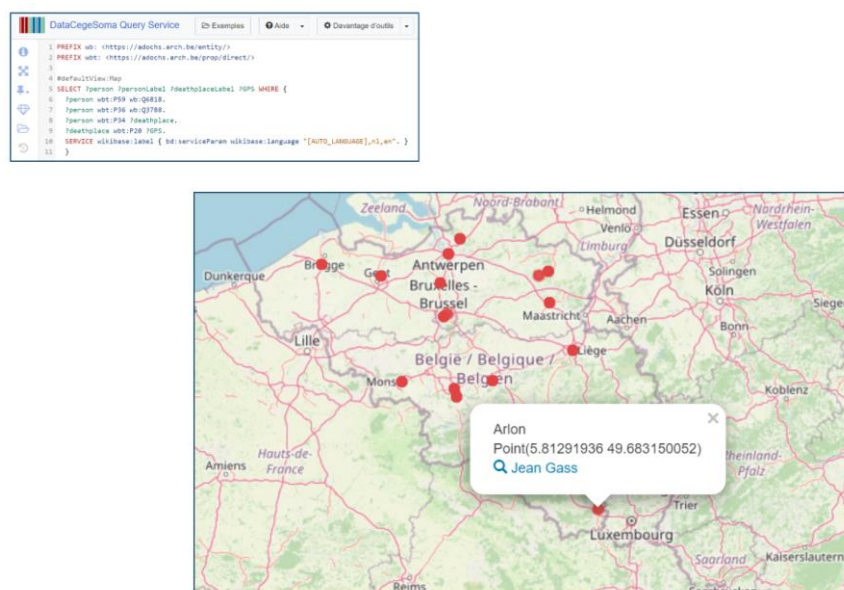 DataCegeSoma Query Service
Exemples
Aide
Davantage d'outils
1 PREFIX wb: <https://adochs.arch.be/entity/>
2 PREFIX wbt: <https://adochs.arch.be/prop/direct/>
3
4 #defaultView:Map
5 SELECT ?person ?personLabel ?deathplaceLabel ?GPS WHERE {
6 ?person wbt:P59 wb:Q6818.
7 ?person wbt:P36 wb:Q3788.
8 ?person wbt:P34 ?deathplace.
9 ?deathplace wbt:P20 ?GPS.
10 SERVICE wikibase:label { bd:serviceParam wikibase:language "[AUTO_LANGUAGE],nl,en". }
11 }
Zeeland
Noord-Brabant
Helmond
Essen
Nordrhein-
Westfalen
Venlo
Limburg
Düsseldorf
Dunkerque
Brugge
Gent
Antwerpen
Solingen
Bruxelles -
Brussel
Köln
Maastricht
Aachen
Siege
Bonn
Lille
België / Belgique /
Belgien
Liège
Mons
Koblenz
Arlon
Point(5.81291936 49.683150052)
Jean Gass
Hauts-de-
France
Amiens
Rheinland-
Pfalz
Trier
Luxembourg
Saarland
Kaiserslautern
Reims